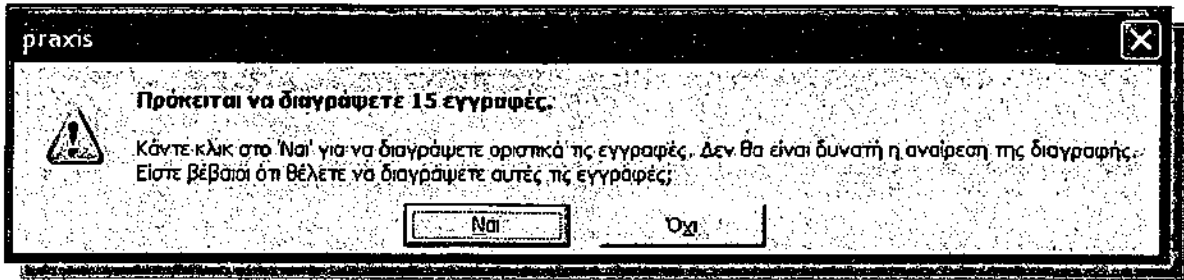 praxis
Πρόκειται να διαγράψετε 15 εγγραφές.
Κάντε κλικ στο 'Ναι' για να διαγράψετε οριστικά τις εγγραφές. Δεν θα είναι δυνατή η αναίρεση της διαγραφής.
Είστε βέβαιοι ότι θέλετε να διαγράψετε αυτές τις εγγραφές;
Ναι Όχι